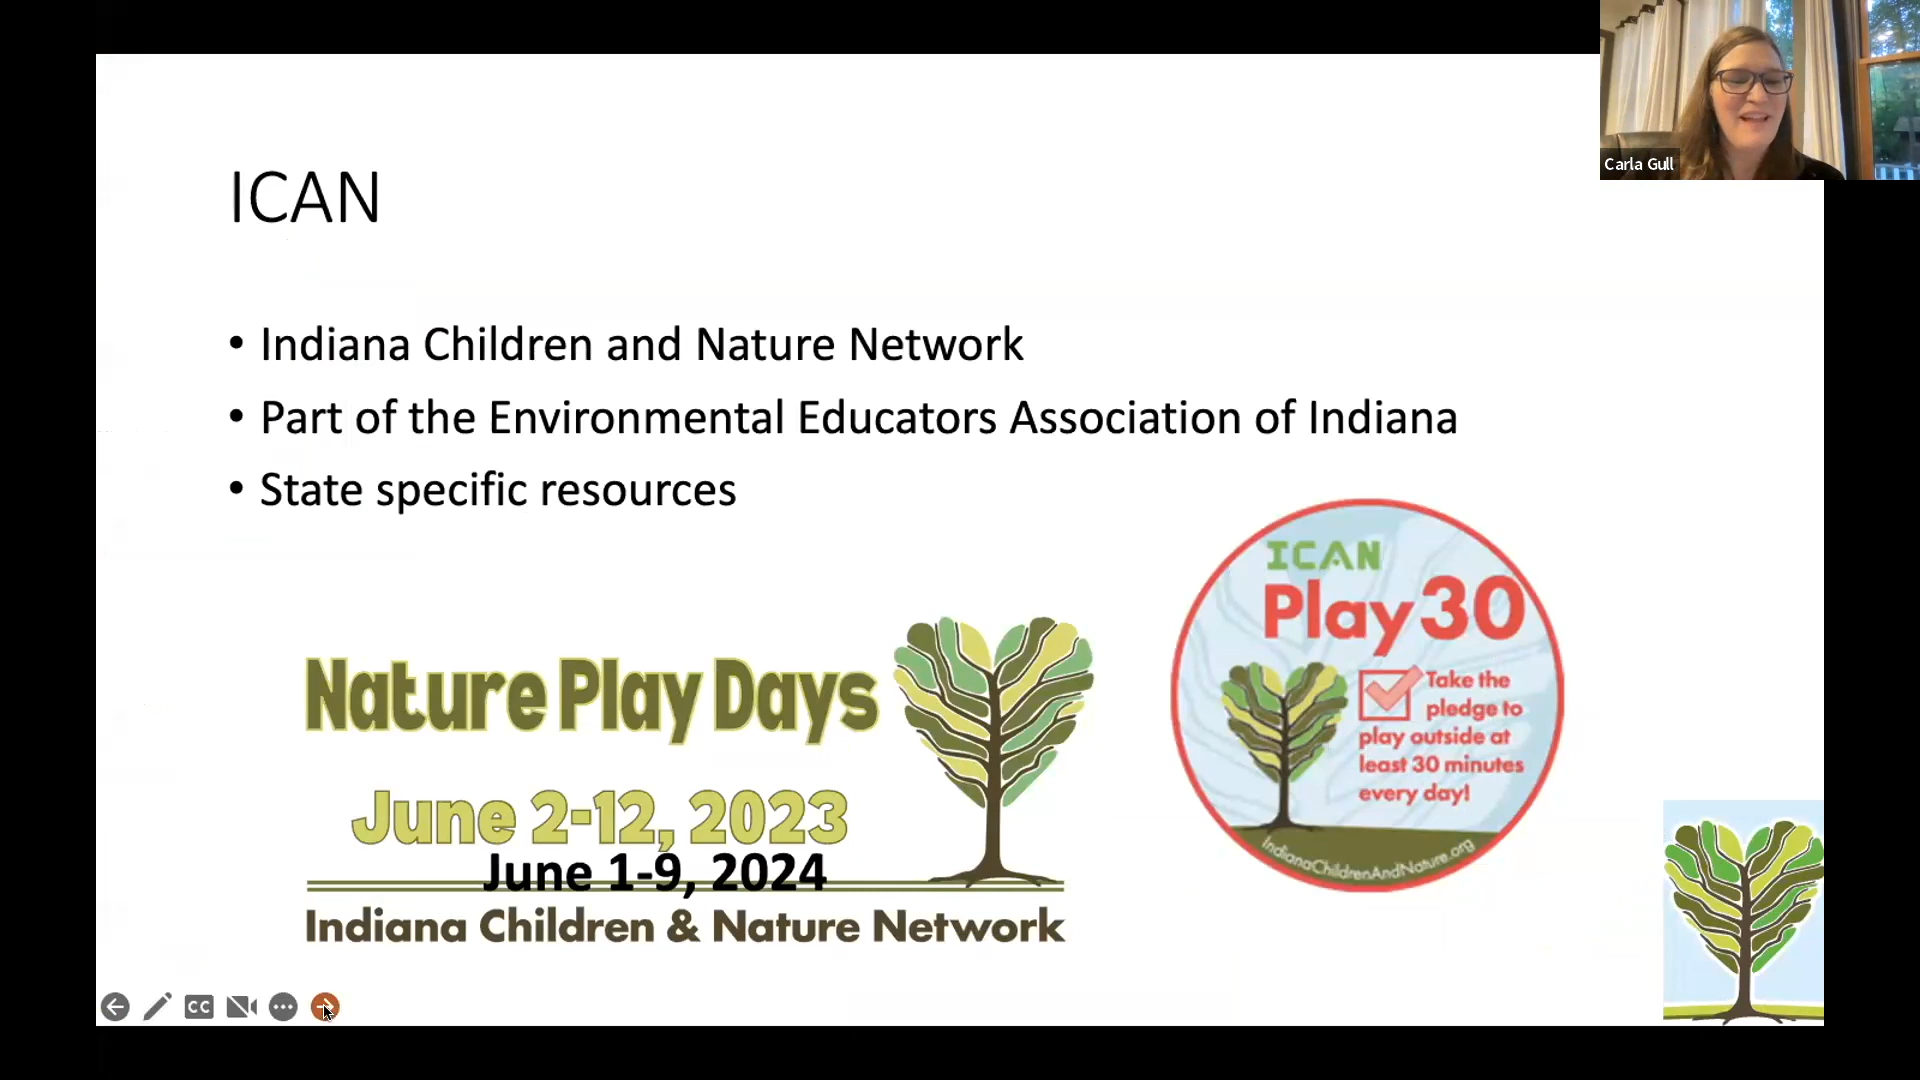 Carla Gull
ICAN
• Indiana Children and Nature Network
• Part of the Environmental Educators Association of Indiana
• State specific resources
Nature Play Days
June 2-12, 2023
June 1-9, 2024
Indiana Children & Nature Network
ICAN
Play30
Take the
pledge to
play outside at
least 30 minutes
every day!
IndianaChildrenAndNature.org
CC